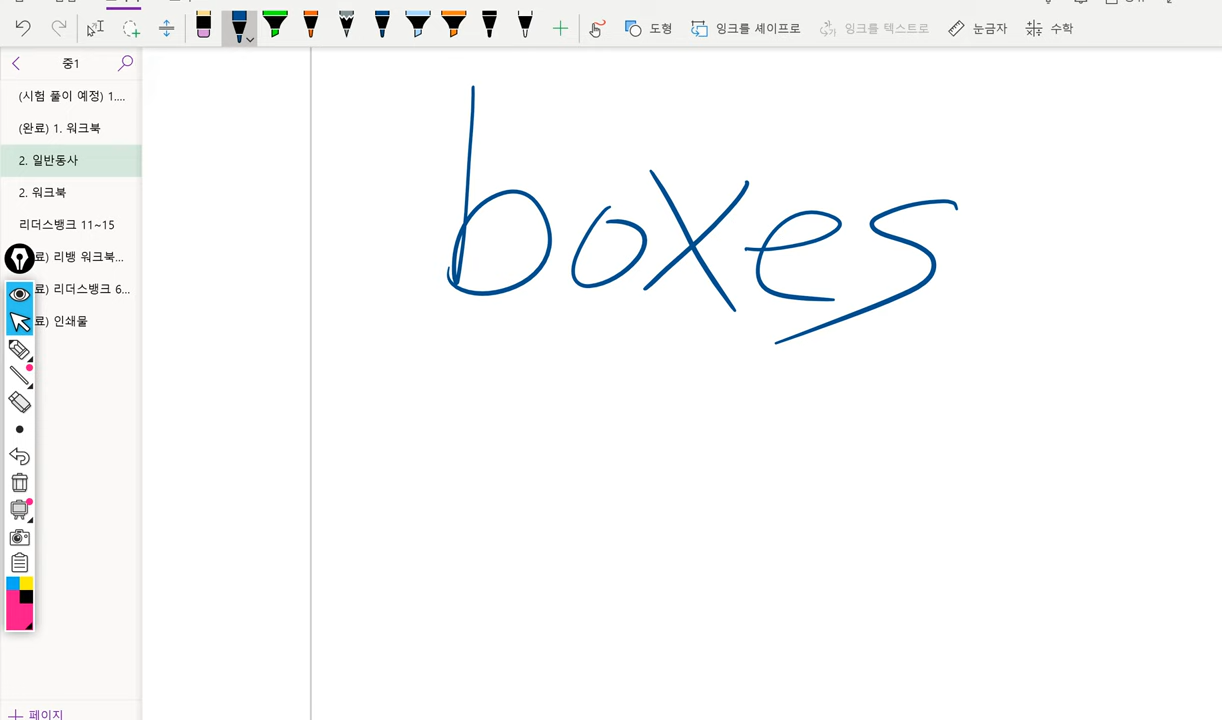 도형
잉크를 셰이프로
잉크를 텍스트로
눈금자
수학
중1
(시험 풀이 예정) 1....
(완료) 1. 워크북
2. 일반동사
2. 워크북
리더스뱅크 11~15
료) 리뱅 워크북...
료) 리더스뱅크 6...
료) 인쇄물
페이지
boxes